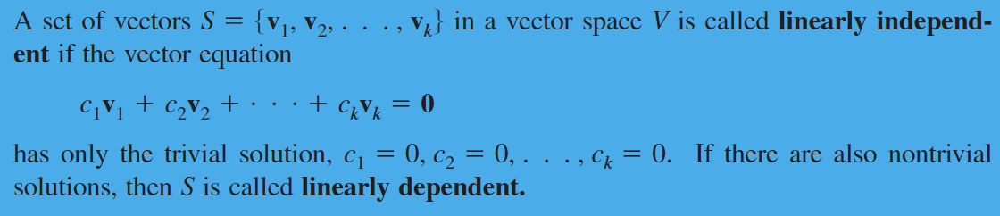 A set of vectors S = {v₁, v₂, . . . , vₖ} in a vector space V is called linearly independ-
ent if the vector equation
c₁v₁ + c₂v₂ + · · · + cₖvₖ = 0
has only the trivial solution, c₁ = 0, c₂ = 0, . . . , cₖ = 0. If there are also nontrivial
solutions, then S is called linearly dependent.